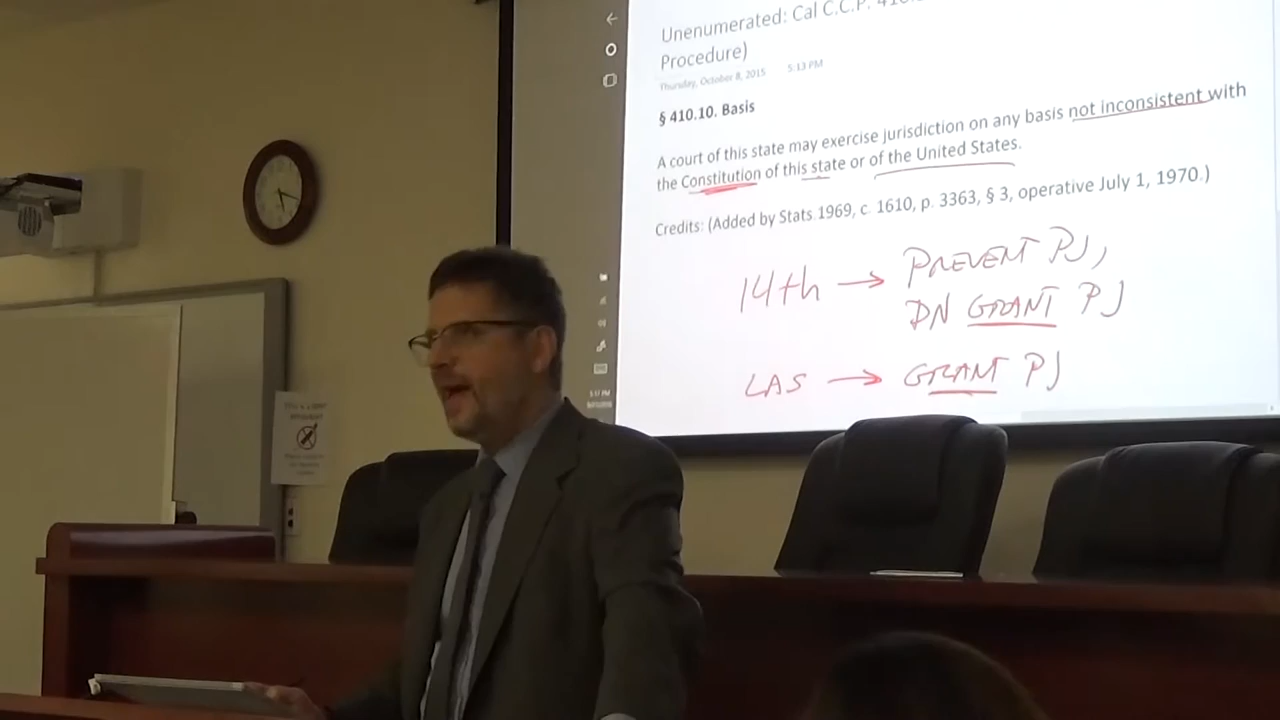 Unenumerated: Cal C.C.P.
Procedure)
Thursday, October 8, 2015 5:13 PM
§ 410.10. Basis
A court of this state may exercise jurisdiction on any basis not inconsistent with
the Constitution of this state or of the United States.
Credits: (Added by Stats.1969, c. 1610, p. 3363, § 3, operative July 1, 1970.)
14th → PREVENT PJ,
DN GRANT PJ
LAS → GRANT PJ
5:17 PM